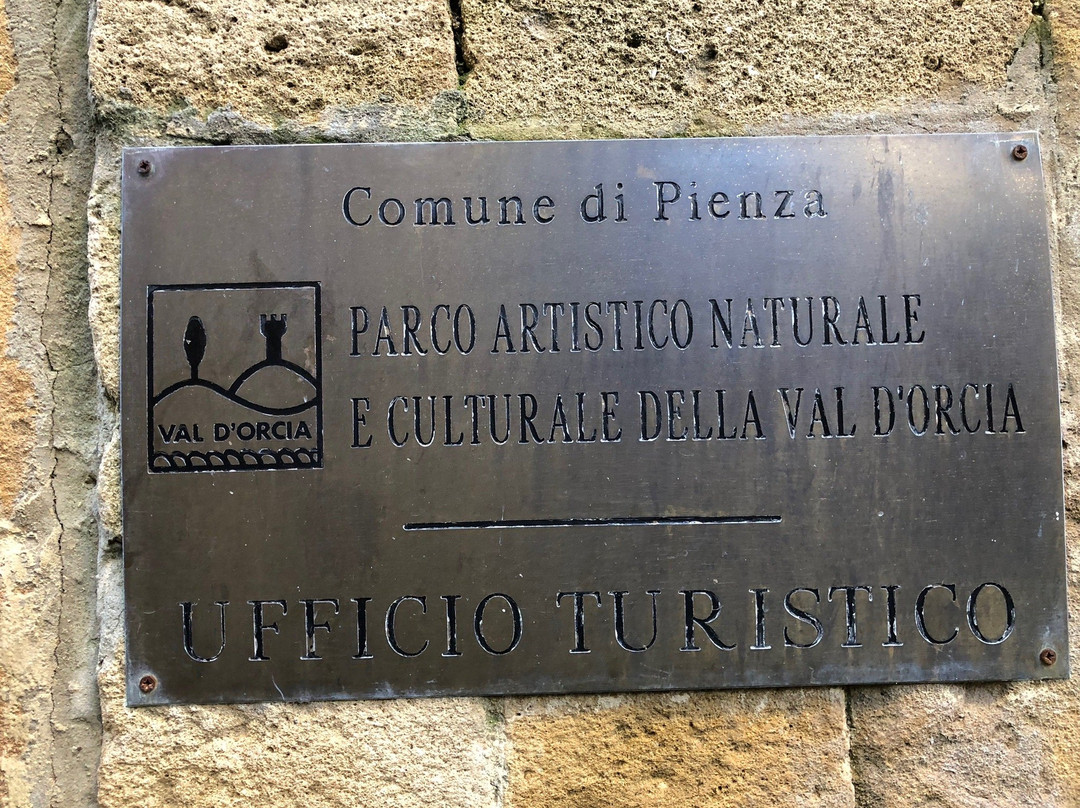 Comune di Pienza
PARCO ARTISTICO NATURALE
E CULTURALE DELLA VAL D'ORCIA
VAL D'ORCIA
UFFICIO TURISTICO